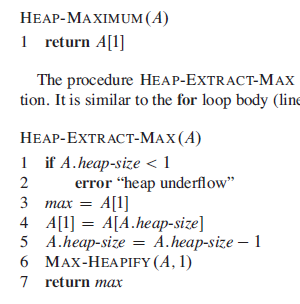 HEAP-MAXIMUM(A)
1 return A[1]
The procedure HEAP-EXTRACT-MAX
tion. It is similar to the for loop body (line
HEAP-EXTRACT-MAX(A)
1 if A.heap-size < 1
2 error “heap underflow”
3 max = A[1]
4 A[1] = A[A.heap-size]
5 A.heap-size = A.heap-size − 1
6 MAX-HEAPIFY(A, 1)
7 return max